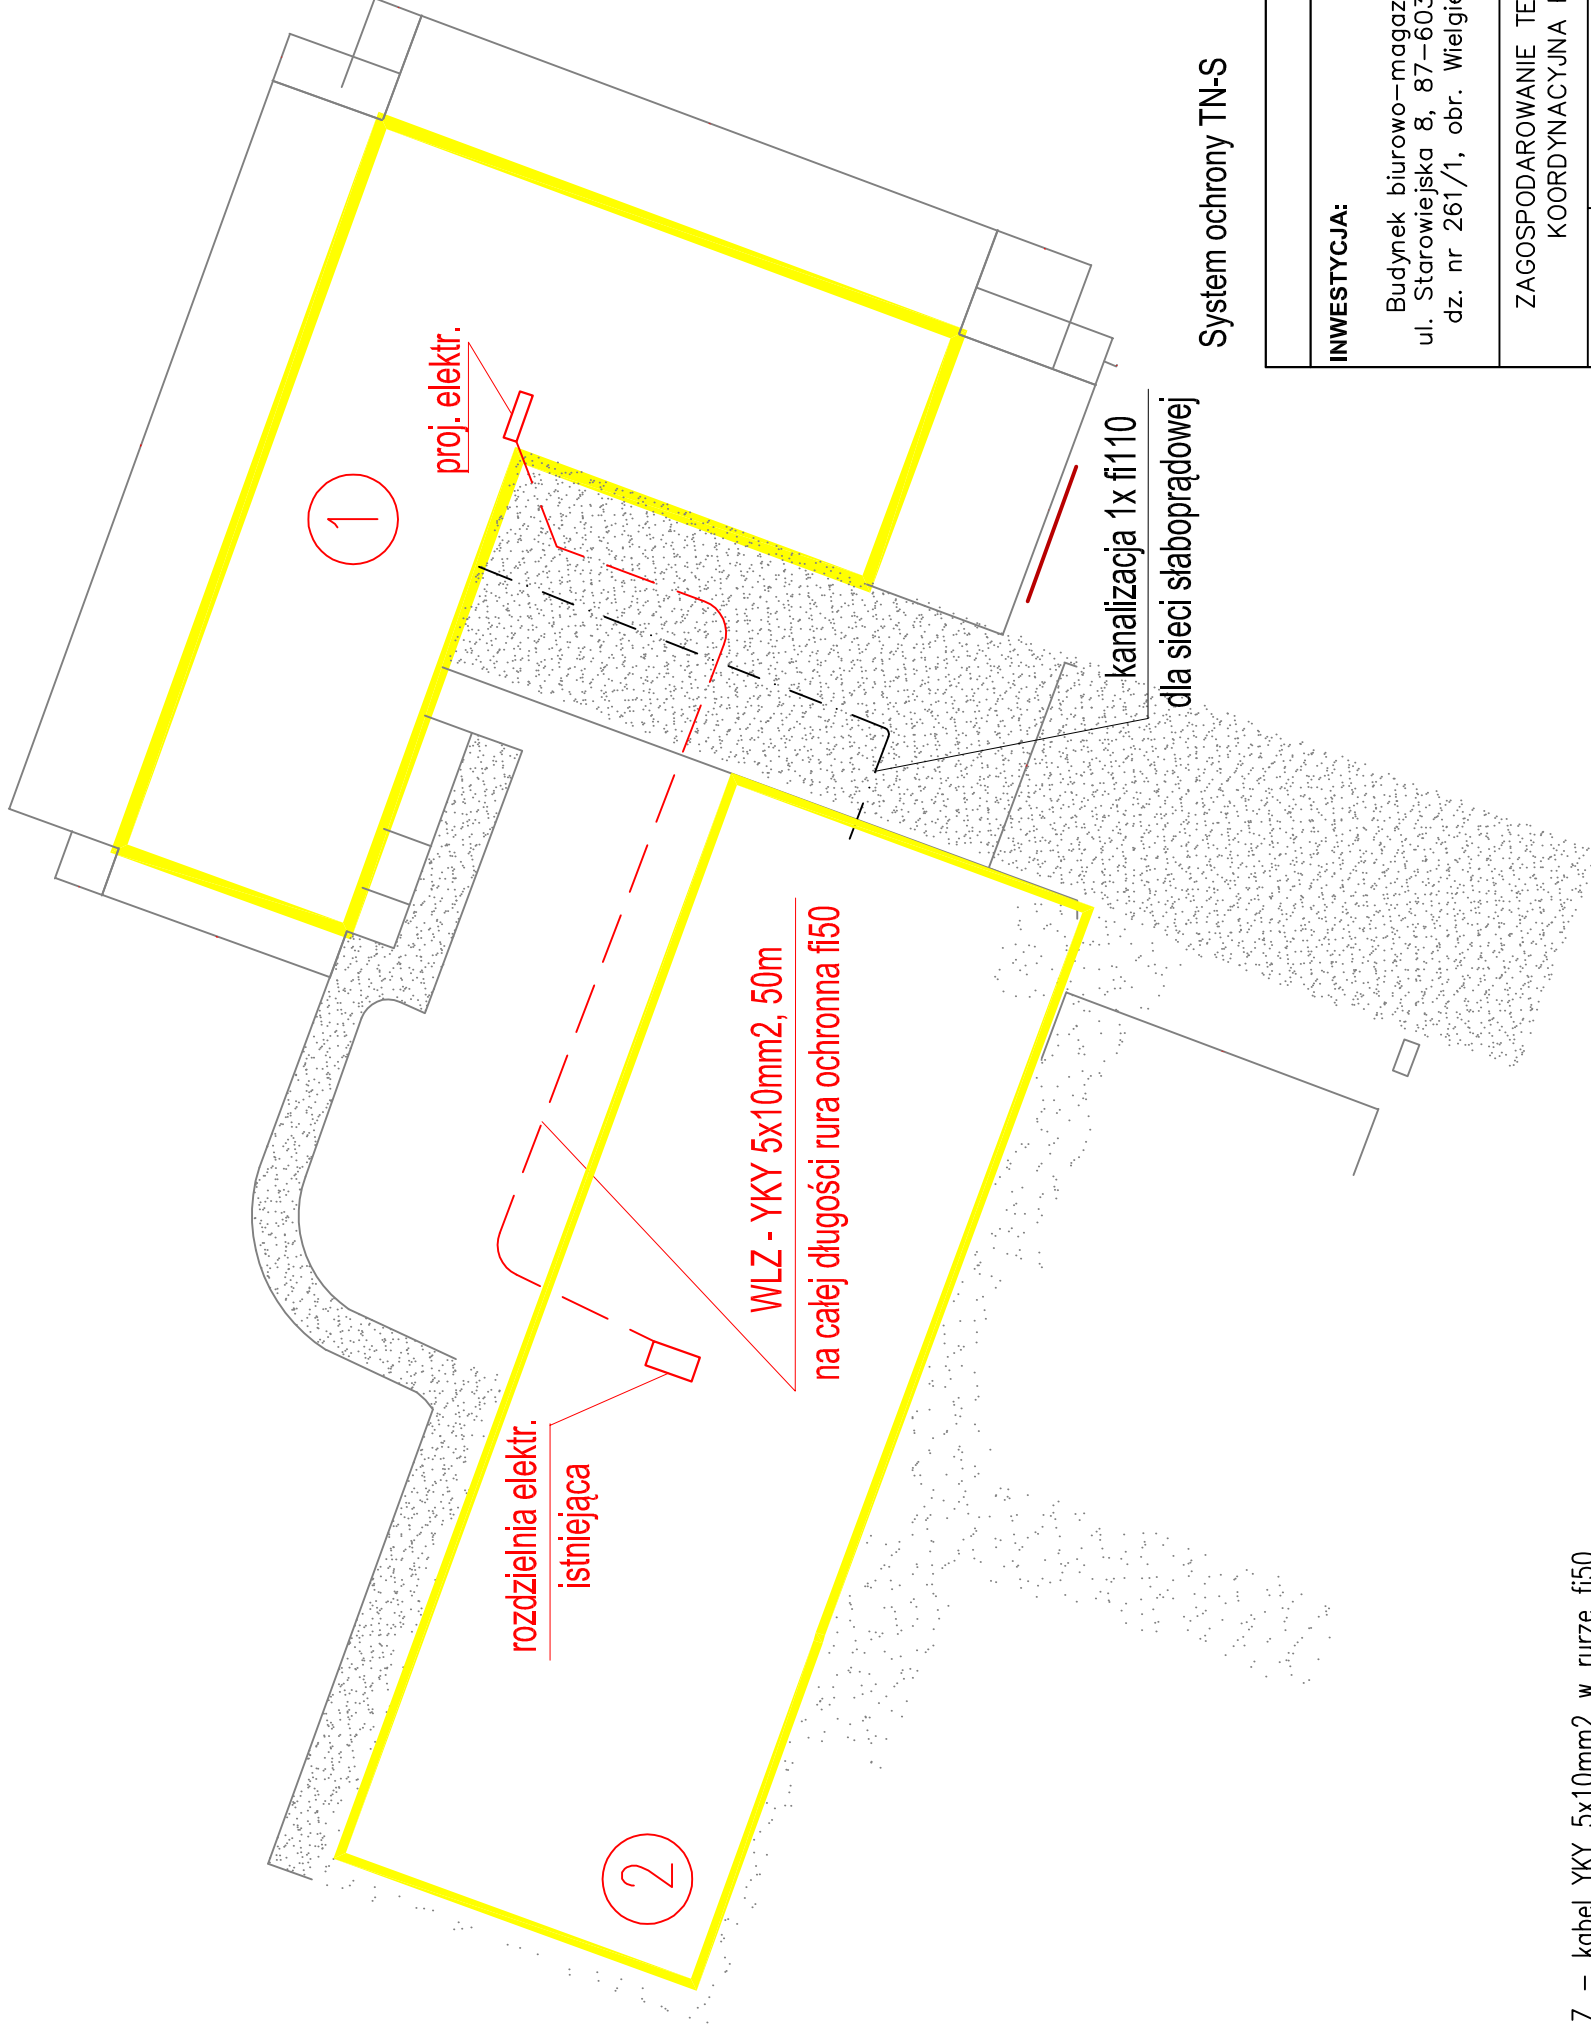 1
proj. elektr.
rozdzielnia elektr.
istniejąca
WLZ - YKY 5x10mm2, 50m
na całej długości rura ochronna fi50
2
kanalizacja 1x fi110
dla sieci słaboprądowej
System ochrony TN-S
INWESTYCJA:
Budynek biurowo-magaz
ul. Starowiejska 8, 87-603
dz. nr 261/1, obr. Wielgie
ZAGOSPODAROWANIE TE
KOORDYNACYJNA
- kabel YKY 5x10mm2 w rurze fi50